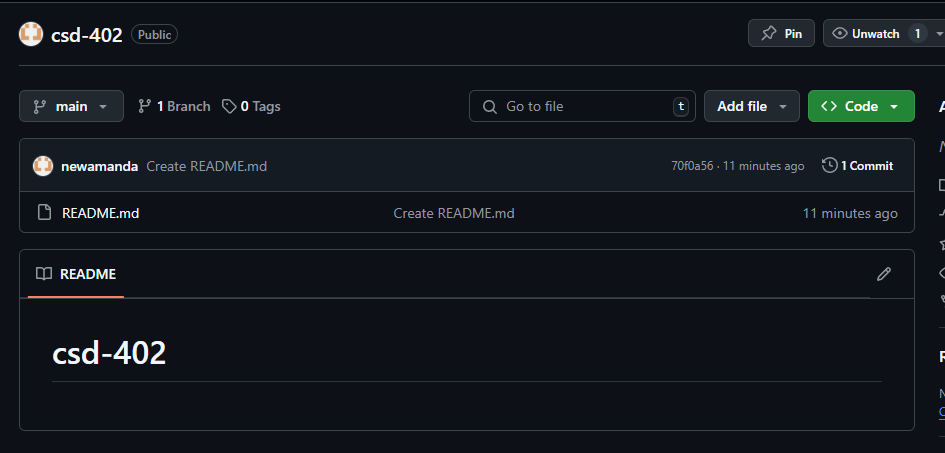 csd-402 Public Pin Unwatch 1
main 1 Branch 0 Tags Go to file t Add file Code
newamanda Create README.md 70f0a56 · 11 minutes ago 1 Commit
README.md Create README.md 11 minutes ago
README
csd-402